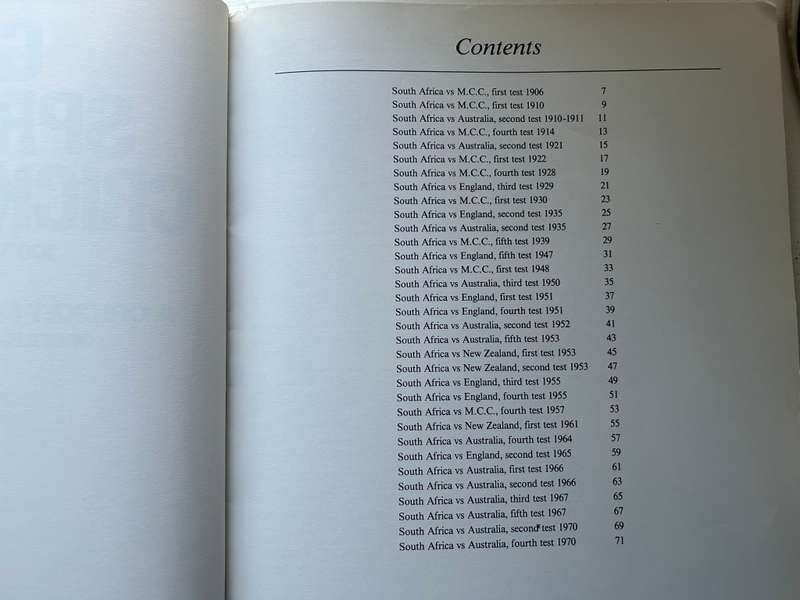 Contents
South Africa vs M.C.C., first test 1906 7
South Africa vs M.C.C., first test 1910 9
South Africa vs Australia, second test 1910-1911 11
South Africa vs M.C.C., fourth test 1914 13
South Africa vs Australia, second test 1921 15
South Africa vs M.C.C., first test 1922 17
South Africa vs M.C.C., fourth test 1928 19
South Africa vs England, third test 1929 21
South Africa vs M.C.C., first test 1930 23
South Africa vs England, second test 1935 25
South Africa vs Australia, second test 1935 27
South Africa vs M.C.C., fifth test 1939 29
South Africa vs England, fifth test 1947 31
South Africa vs M.C.C., first test 1948 33
South Africa vs Australia, third test 1950 35
South Africa vs England, first test 1951 37
South Africa vs England, fourth test 1951 39
South Africa vs Australia, second test 1952 41
South Africa vs Australia, fifth test 1953 43
South Africa vs New Zealand, first test 1953 45
South Africa vs New Zealand, second test 1953 47
South Africa vs England, third test 1955 49
South Africa vs England, fourth test 1955 51
South Africa vs M.C.C., fourth test 1957 53
South Africa vs New Zealand, first test 1961 55
South Africa vs Australia, fourth test 1964 57
South Africa vs England, second test 1965 59
South Africa vs Australia, first test 1966 61
South Africa vs Australia, second test 1966 63
South Africa vs Australia, third test 1967 65
South Africa vs Australia, fifth test 1967 67
South Africa vs Australia, second test 1970 69
South Africa vs Australia, fourth test 1970 71